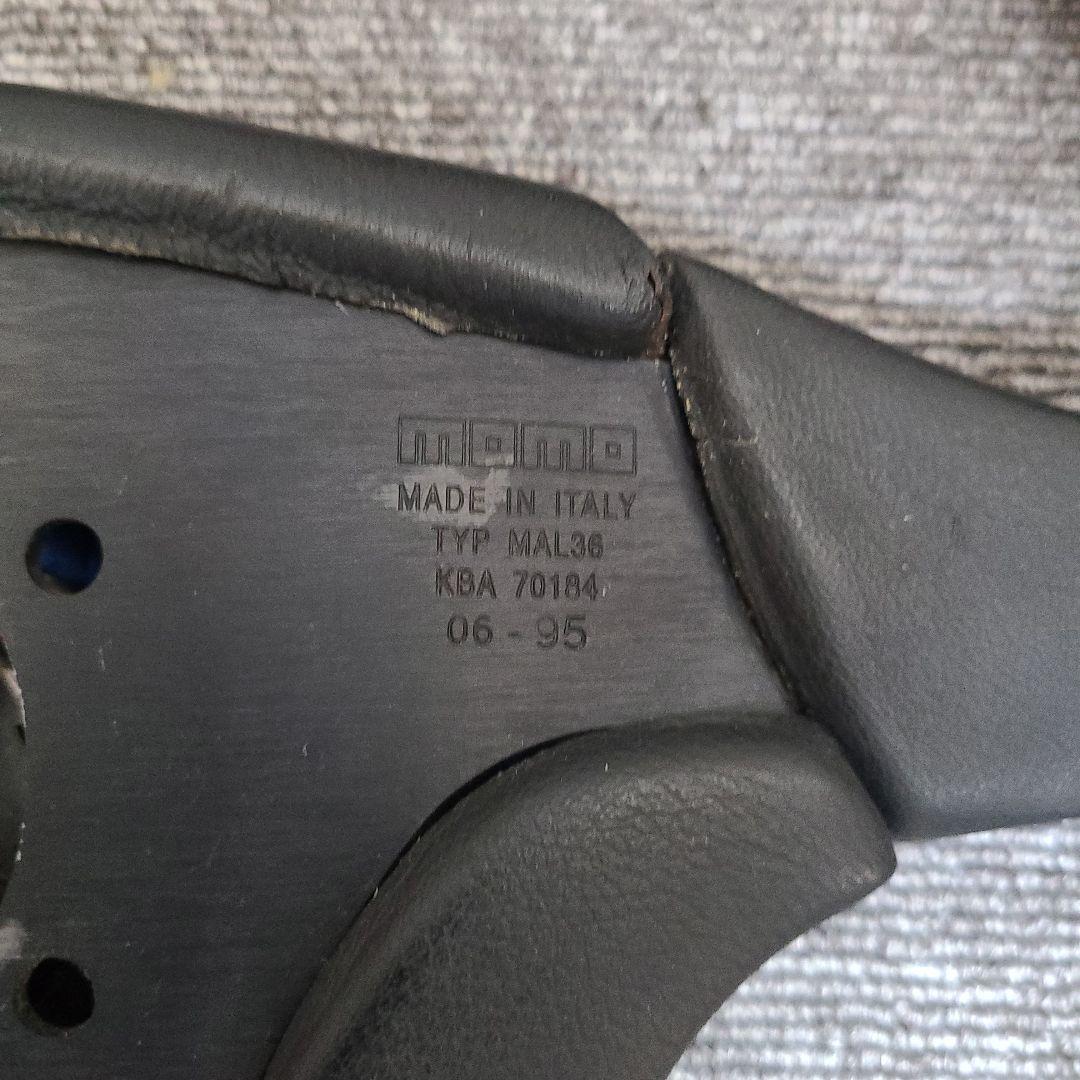 momo
MADE IN ITALY
TYP MAL36
KBA 70184
06 - 95